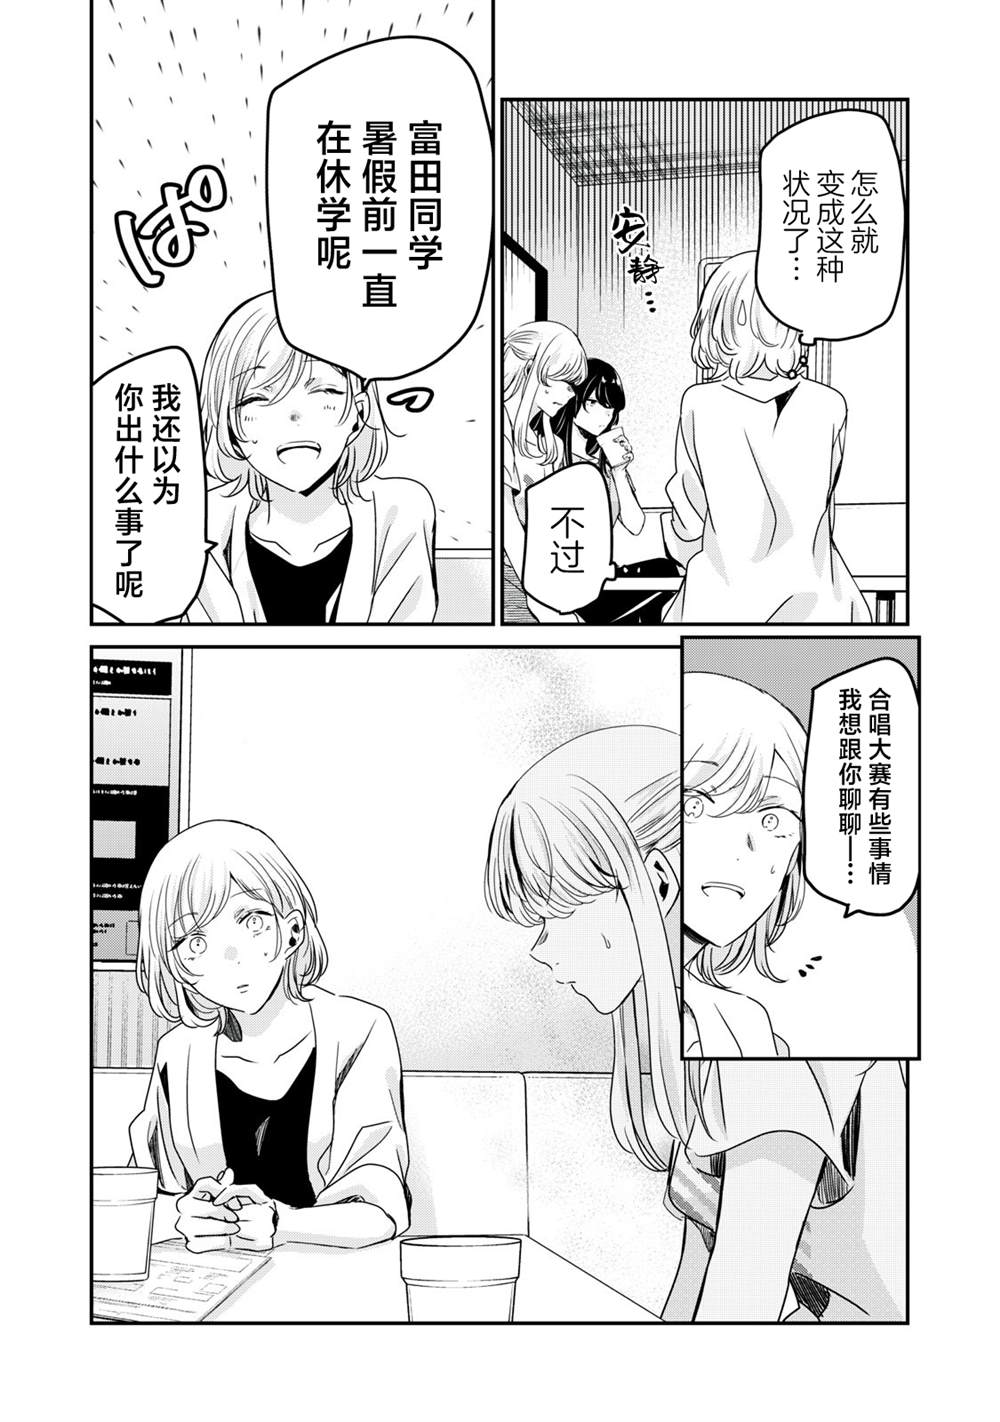 怎么就
变成这种
状况了…
安静…
不过
富田同学
暑假前一直
在休学呢
ぱ
我还以为
你出什么事了呢
合唱大赛有些事情
我想跟你聊聊——…